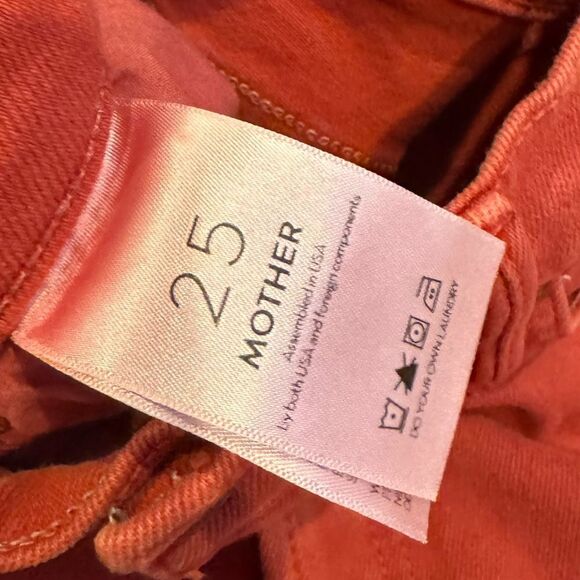 25
MOTHER
Assembled in USA
by both USA and foreign components
DO YOUR OWN LAUNDRY